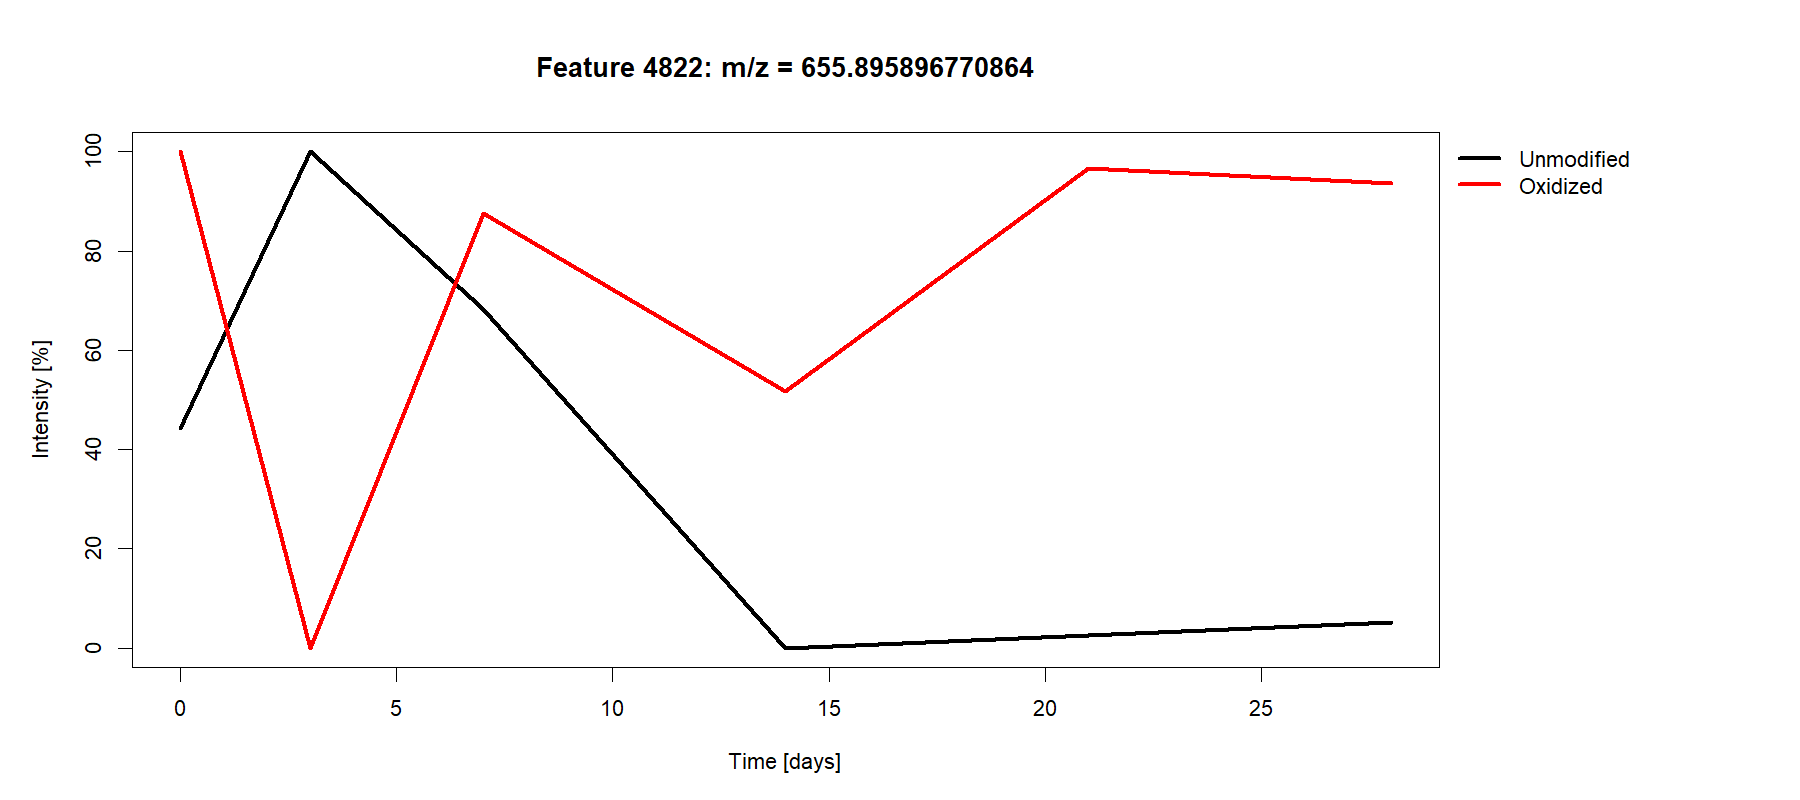 Feature 4822: m/z = 655.895896770864
Unmodified
Oxidized
Intensity [%]
100
80
60
40
20
0
0 5 10 15 20 25
Time [days]